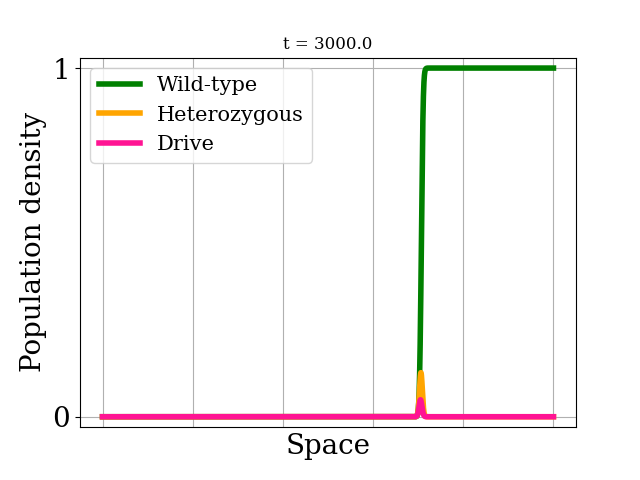 t = 3000.0
1
Wild-type
Heterozygous
Drive
Population density
0
Space